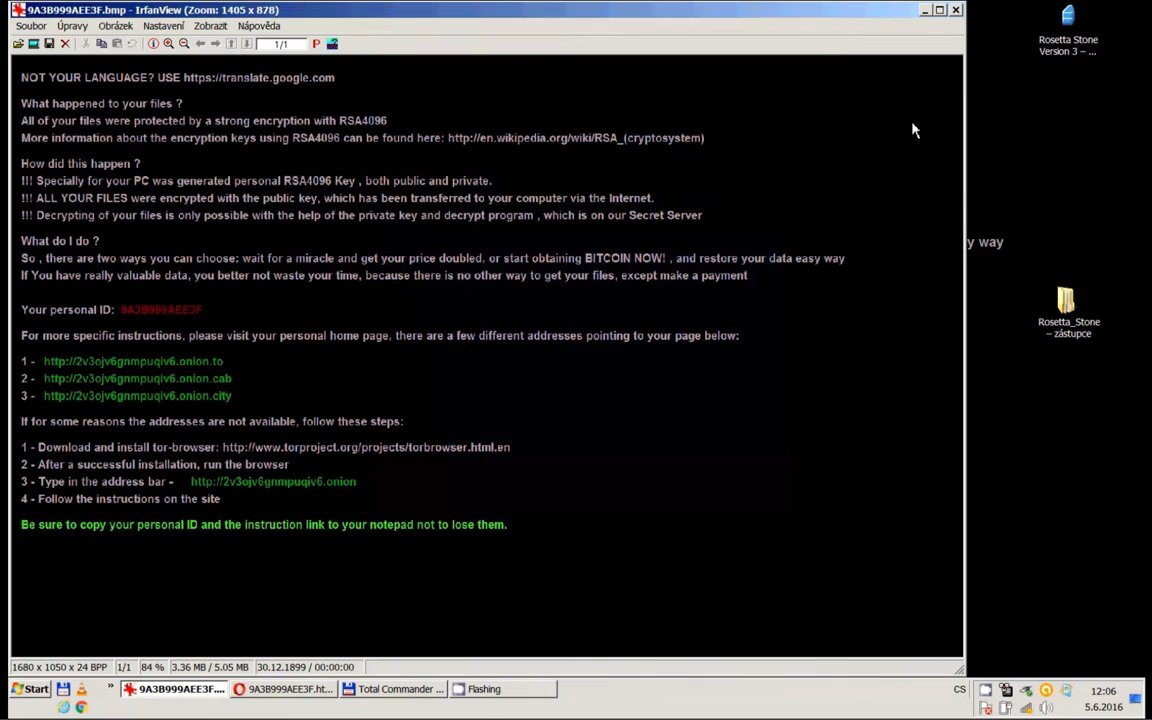 9A3B999AEE3F.bmp - IrfanView (Zoom: 1405 x 878)
Soubor Úpravy Obrázek Nastavení Zobrazit Nápověda
1/1
NOT YOUR LANGUAGE? USE https://translate.google.com
What happened to your files ?
All of your files were protected by a strong encryption with RSA4096
More information about the encryption keys using RSA4096 can be found here: http://en.wikipedia.org/wiki/RSA_(cryptosystem)
How did this happen ?
!!! Specially for your PC was generated personal RSA4096 Key , both public and private.
!!! ALL YOUR FILES were encrypted with the public key, which has been transferred to your computer via the Internet.
!!! Decrypting of your files is only possible with the help of the private key and decrypt program , which is on our Secret Server
What do I do ?
So , there are two ways you can choose: wait for a miracle and get your price doubled, or start obtaining BITCOIN NOW! , and restore your data easy way
If You have really valuable data, you better not waste your time, because there is no other way to get your files, except make a payment
Your personal ID: 9A3B999AEE3F
For more specific instructions, please visit your personal home page, there are a few different addresses pointing to your page below:
1 - http://2v3ojv6gnmpuqiv6.onion.to
2 - http://2v3ojv6gnmpuqiv6.onion.cab
3 - http://2v3ojv6gnmpuqiv6.onion.city
If for some reasons the addresses are not available, follow these steps:
1 - Download and install tor-browser: http://www.torproject.org/projects/torbrowser.html.en
2 - After a successful installation, run the browser
3 - Type in the address bar - http://2v3ojv6gnmpuqiv6.onion
4 - Follow the instructions on the site
Be sure to copy your personal ID and the instruction link to your notepad not to lose them.
1680 x 1050 x 24 BPP 1/1 84 % 3.36 MB / 5.05 MB 30.12.1899 / 00:00:00
Rosetta Stone
Version 3 – ...
y way
Rosetta_Stone
– zástupce
Start » 9A3B999AEE3F.... 9A3B999AEE3F.ht... Total Commander ... Flashing CS 12:06
5.6.2016